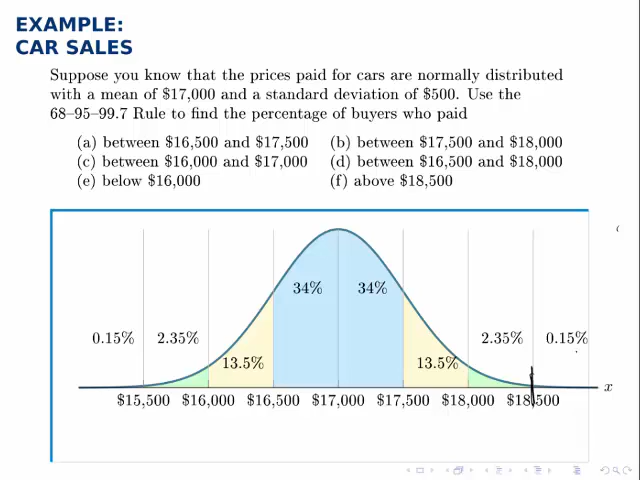 EXAMPLE:
CAR SALES
Suppose you know that the prices paid for cars are normally distributed
with a mean of $17,000 and a standard deviation of $500. Use the
68–95–99.7 Rule to find the percentage of buyers who paid
(a) between $16,500 and $17,500 (b) between $17,500 and $18,000
(c) between $16,000 and $17,000 (d) between $16,500 and $18,000
(e) below $16,000 (f) above $18,500
34% 34%
0.15% 2.35% 2.35% 0.15%
13.5% 13.5%
x
$15,500 $16,000 $16,500 $17,000 $17,500 $18,000 $18,500